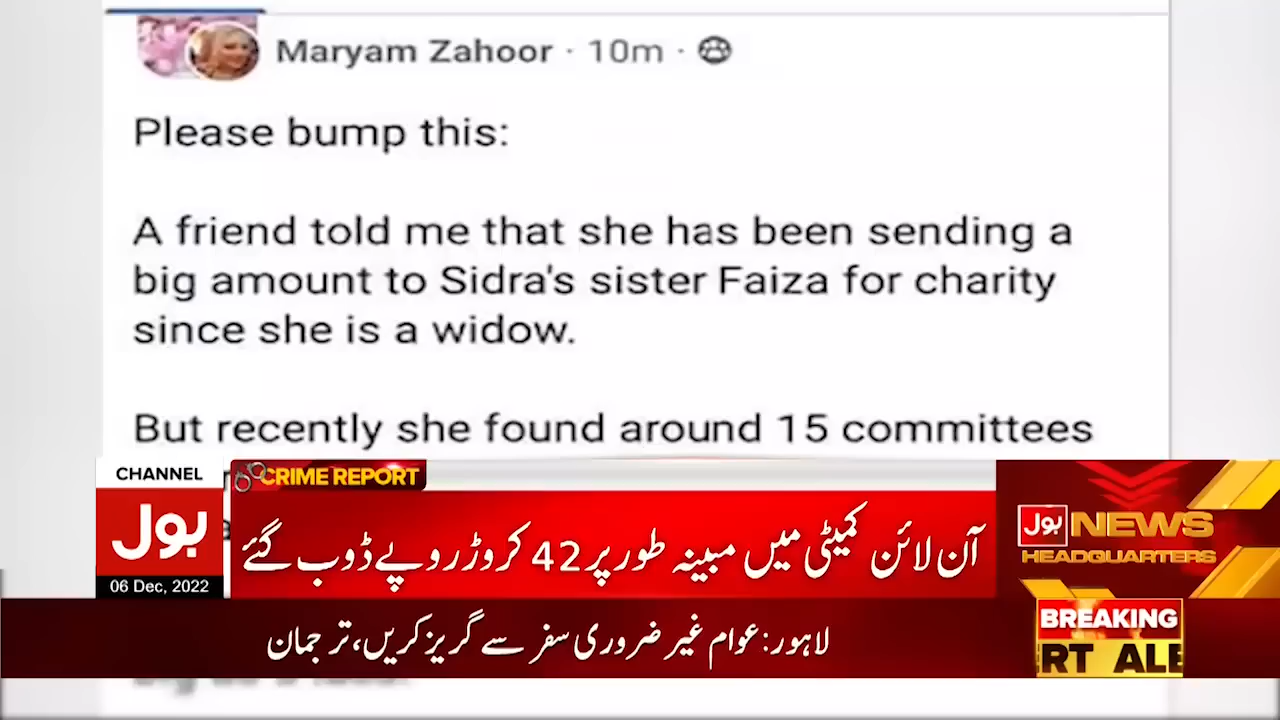 Maryam Zahoor · 10m ·
Please bump this:
A friend told me that she has been sending a
big amount to Sidra's sister Faiza for charity
since she is a widow.
But recently she found around 15 committees
CHANNEL
بول
06 Dec, 2022
CRIME REPORT
آن لائن کمیٹی میں مبینہ طور پر 42 کروڑ روپے ڈوب گئے
بول NEWS
HEADQUARTERS
لاہور: عوام غیر ضروری سفر سے گریز کریں، ترجمان
BREAKING
RT ALE